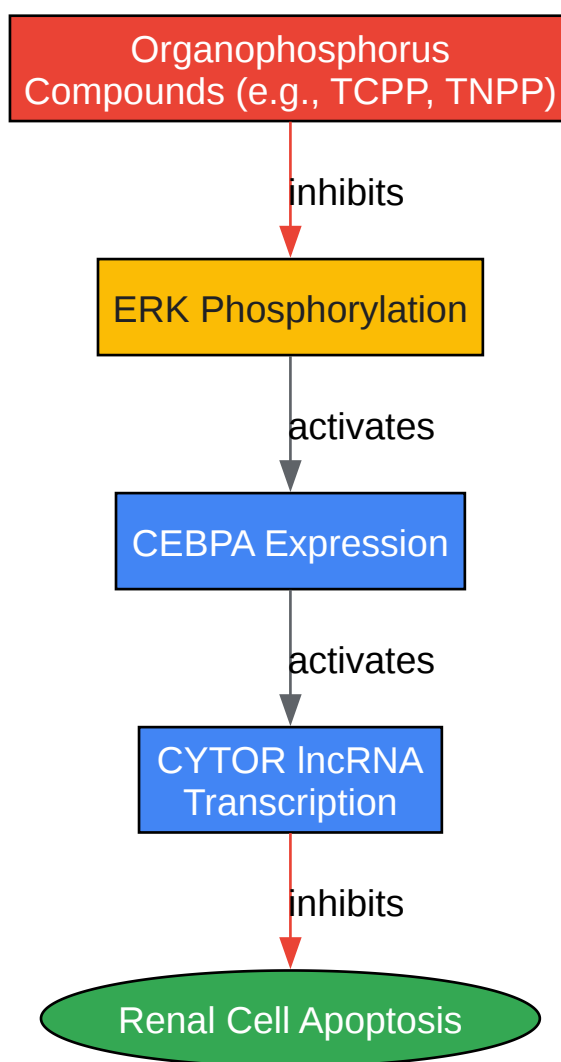 Organophosphorus
Compounds (e.g., TCPP, TNPP)
inhibits
ERK Phosphorylation
activates
CEBPA Expression
activates
CYTOR lncRNA
Transcription
inhibits
Renal Cell Apoptosis